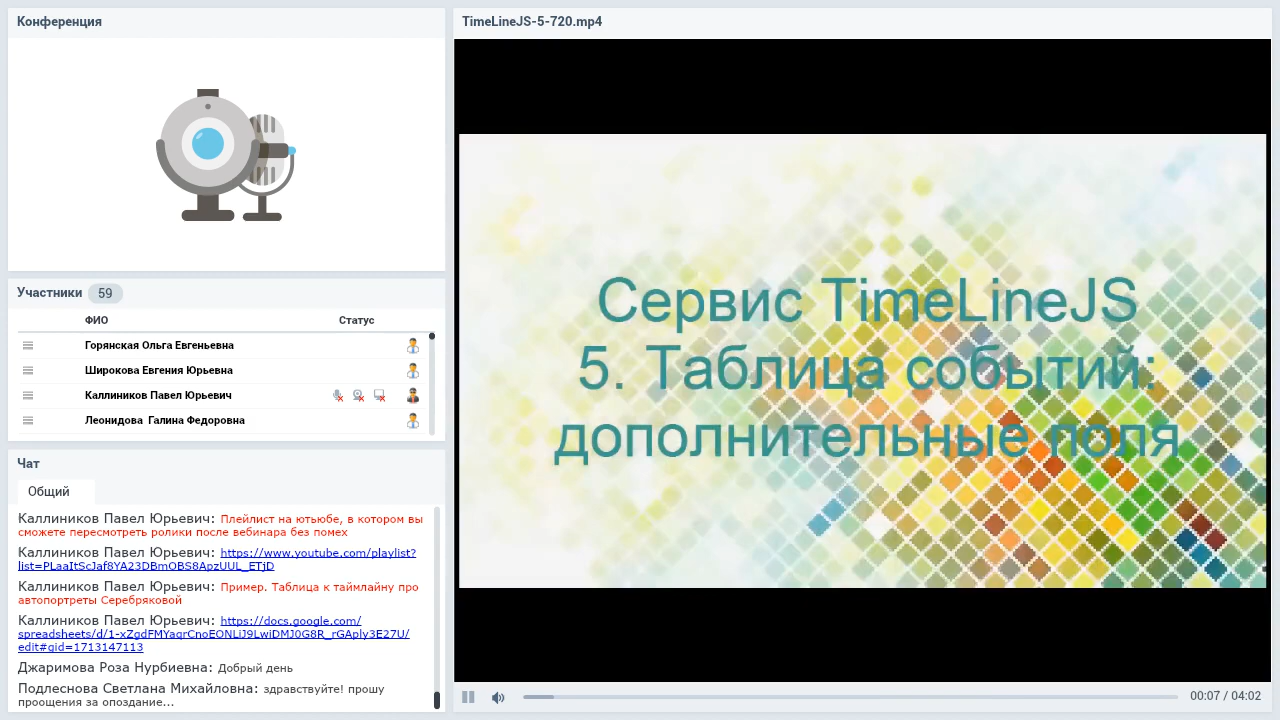 Конференция
Участники 59
ФИО Статус
Горянская Ольга Евгеньевна
Широкова Евгения Юрьевна
Каллиников Павел Юрьевич
Леонидова Галина Федоровна
Чат
Общий
Каллиников Павел Юрьевич: Плейлист на ютьюбе, в котором вы
сможете пересмотреть ролики после вебинара без помех
Каллиников Павел Юрьевич: https://www.youtube.com/playlist?
list=PLaaItScJaf8YA23DBmOBS8ApzUUL_ETjD
Каллиников Павел Юрьевич: Пример. Таблица к таймлайну про
автопортреты Серебряковой
Каллиников Павел Юрьевич: https://docs.google.com/
spreadsheets/d/1-xZgdFMYaqrCnoEONLiJ9LwiDMJ0G8R_rGAply3E27U/
edit#gid=1713147113
Джаримова Роза Нурбиевна: Добрый день
Подлеснова Светлана Михайловна: здравствуйте! прошу
проощения за опоздание...
TimeLineJS-5-720.mp4
Сервис TimeLineJS
5. Таблица событий:
дополнительные поля
00:07 / 04:02